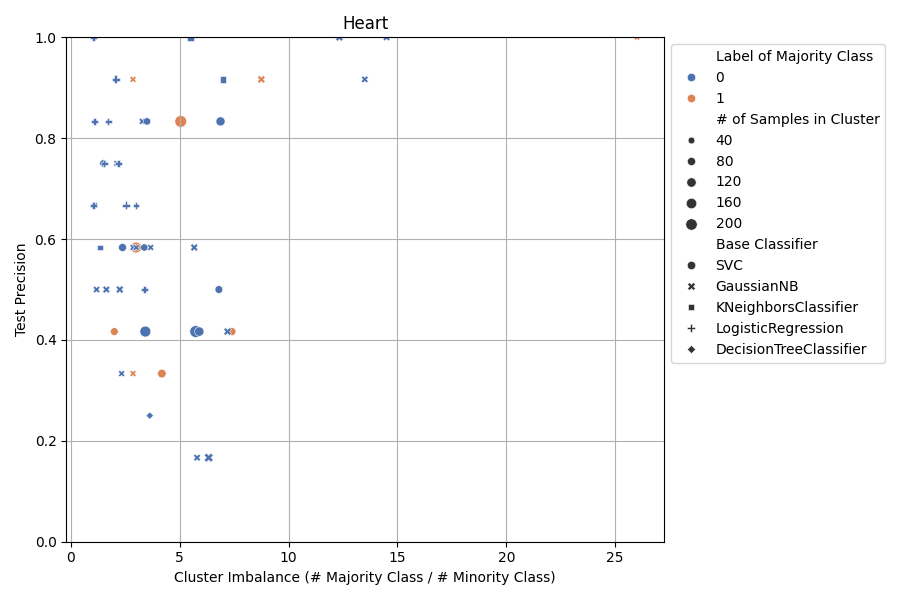 Heart
1.0
0.8
0.6
0.4
0.2
0.0
Test Precision
0
5
10
15
20
25
Cluster Imbalance (# Majority Class / # Minority Class)
Label of Majority Class
0
1
# of Samples in Cluster
40
80
120
160
200
Base Classifier
SVC
GaussianNB
KNeighborsClassifier
LogisticRegression
DecisionTreeClassifier